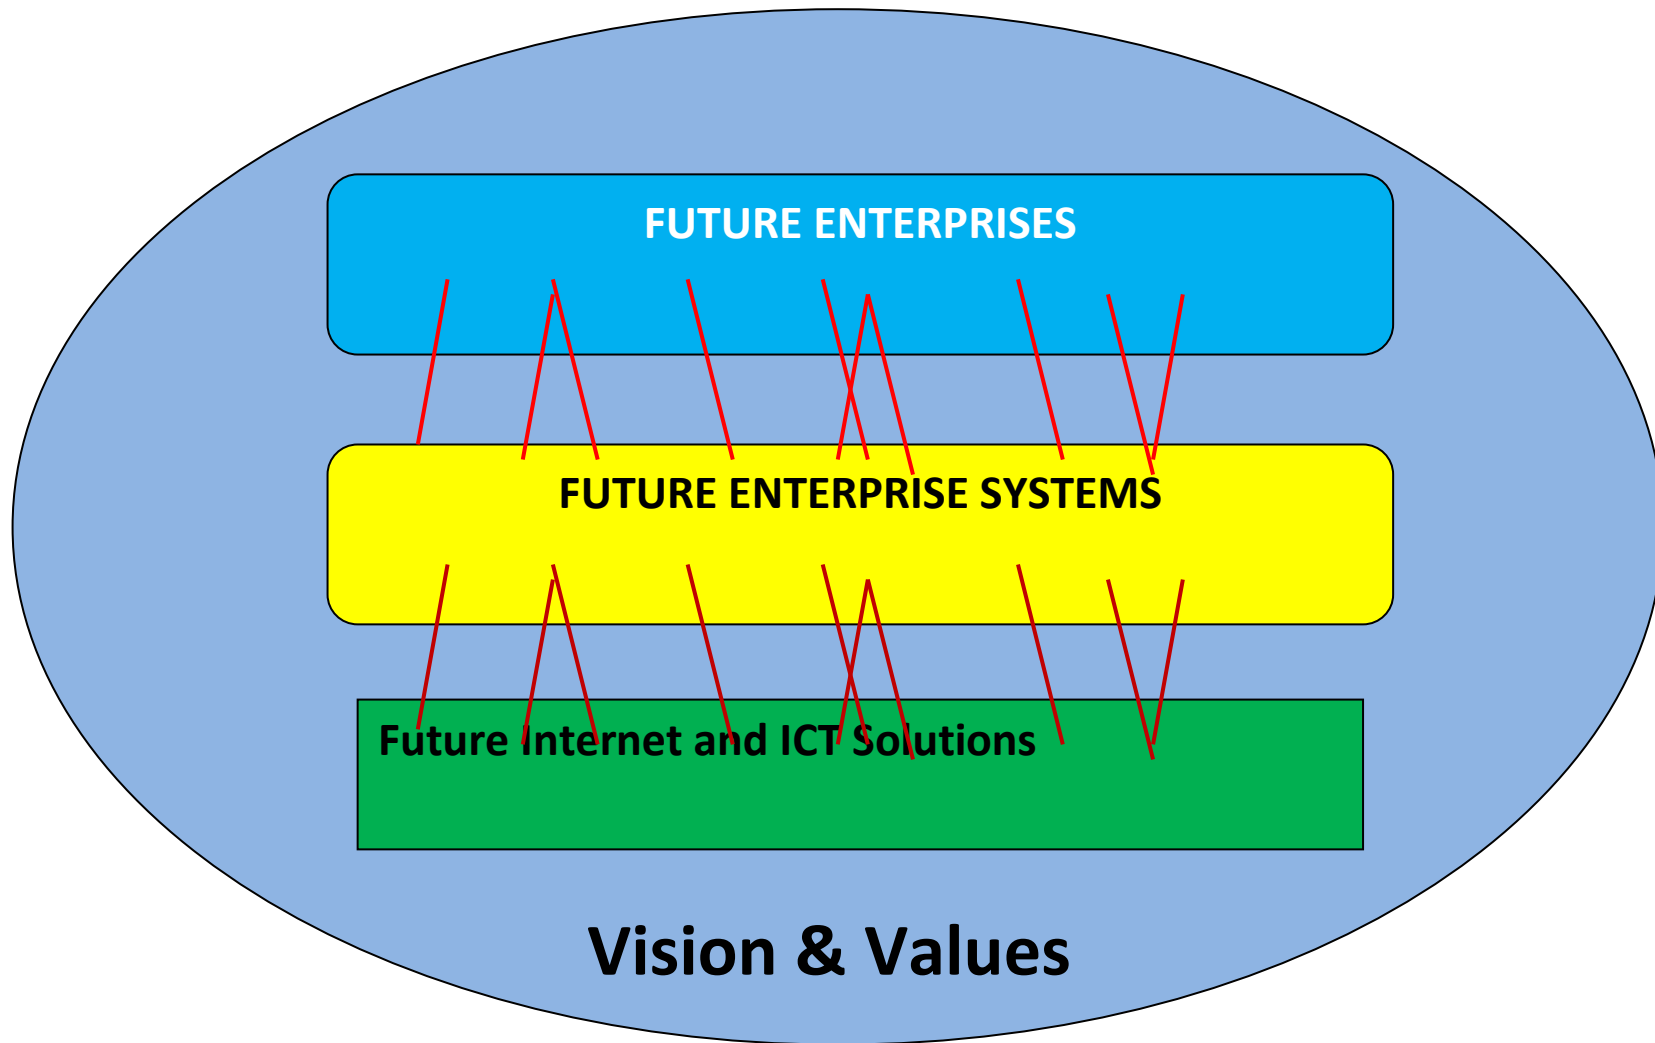 FUTURE ENTERPRISES
FUTURE ENTERPRISE SYSTEMS
Future Internet and ICT Solutions
Vision & Values